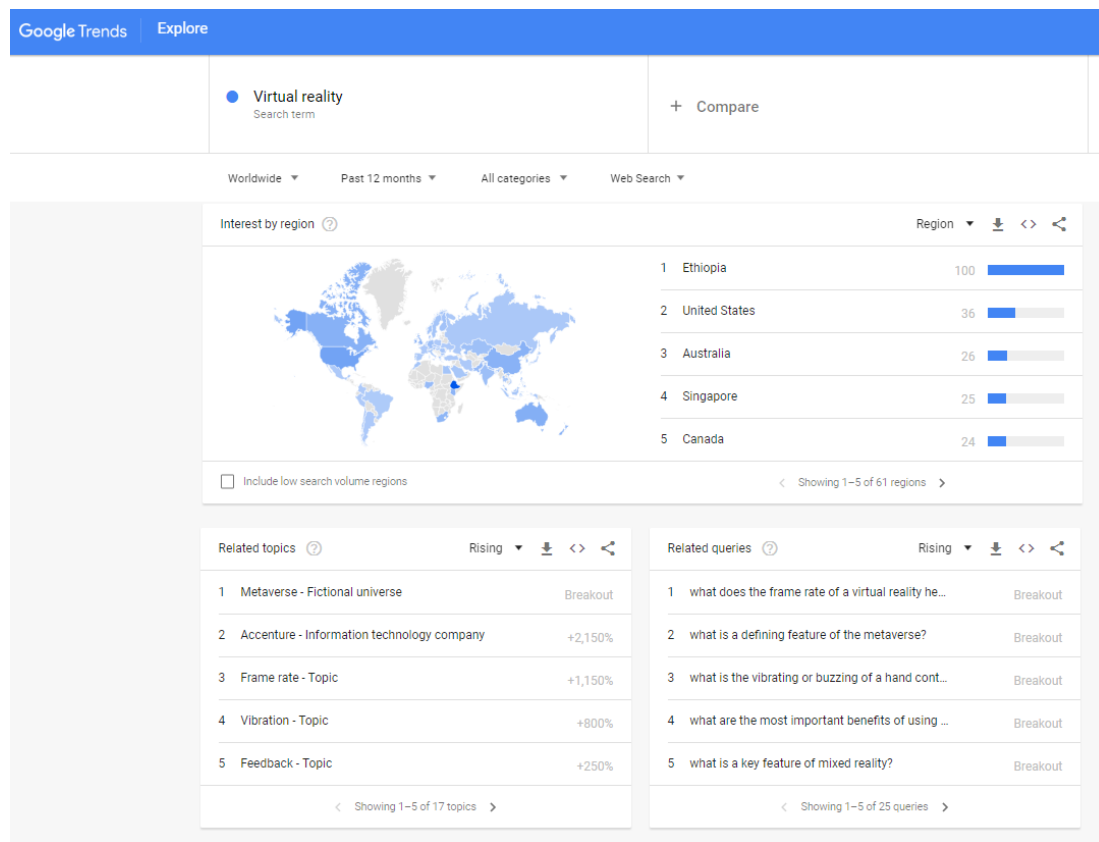 Google Trends Explore
Virtual reality
Search term
+ Compare
Worldwide Past 12 months All categories Web Search
Interest by region Region
1 Ethiopia 100
2 United States 36
3 Australia 26
4 Singapore 25
5 Canada 24
Include low search volume regions
Showing 1–5 of 61 regions
Related topics Rising
1 Metaverse - Fictional universe Breakout
2 Accenture - Information technology company +2,150%
3 Frame rate - Topic +1,150%
4 Vibration - Topic +800%
5 Feedback - Topic +250%
Showing 1–5 of 17 topics
Related queries Rising
1 what does the frame rate of a virtual reality he... Breakout
2 what is a defining feature of the metaverse? Breakout
3 what is the vibrating or buzzing of a hand cont... Breakout
4 what are the most important benefits of using ... Breakout
5 what is a key feature of mixed reality? Breakout
Showing 1–5 of 25 queries